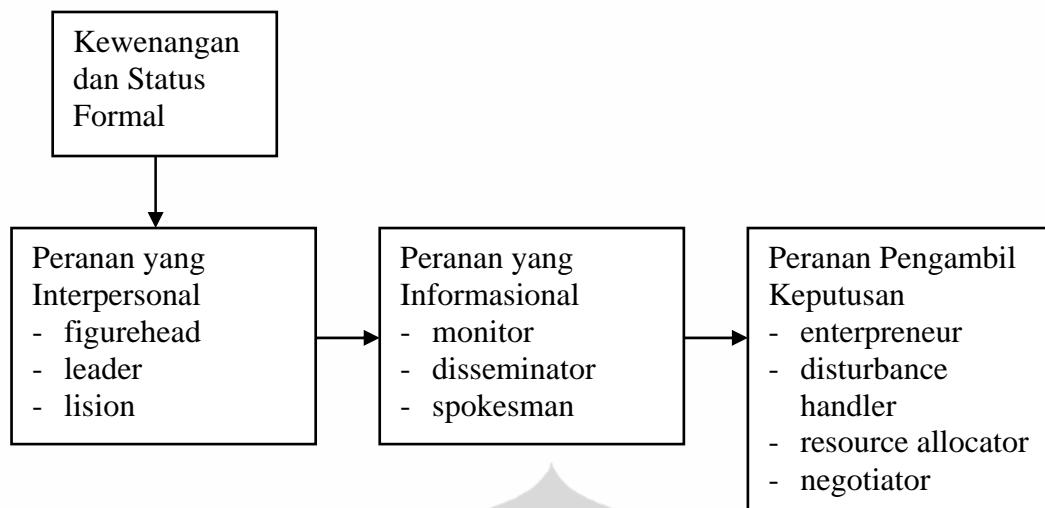 Kewenangan
dan Status
Formal
Peranan yang
Interpersonal
- figurehead
- leader
- lision
Peranan yang
Informasional
- monitor
- disseminator
- spokesman
Peranan Pengambil
Keputusan
- enterpreneur
- disturbance
handler
- resource allocator
- negotiator